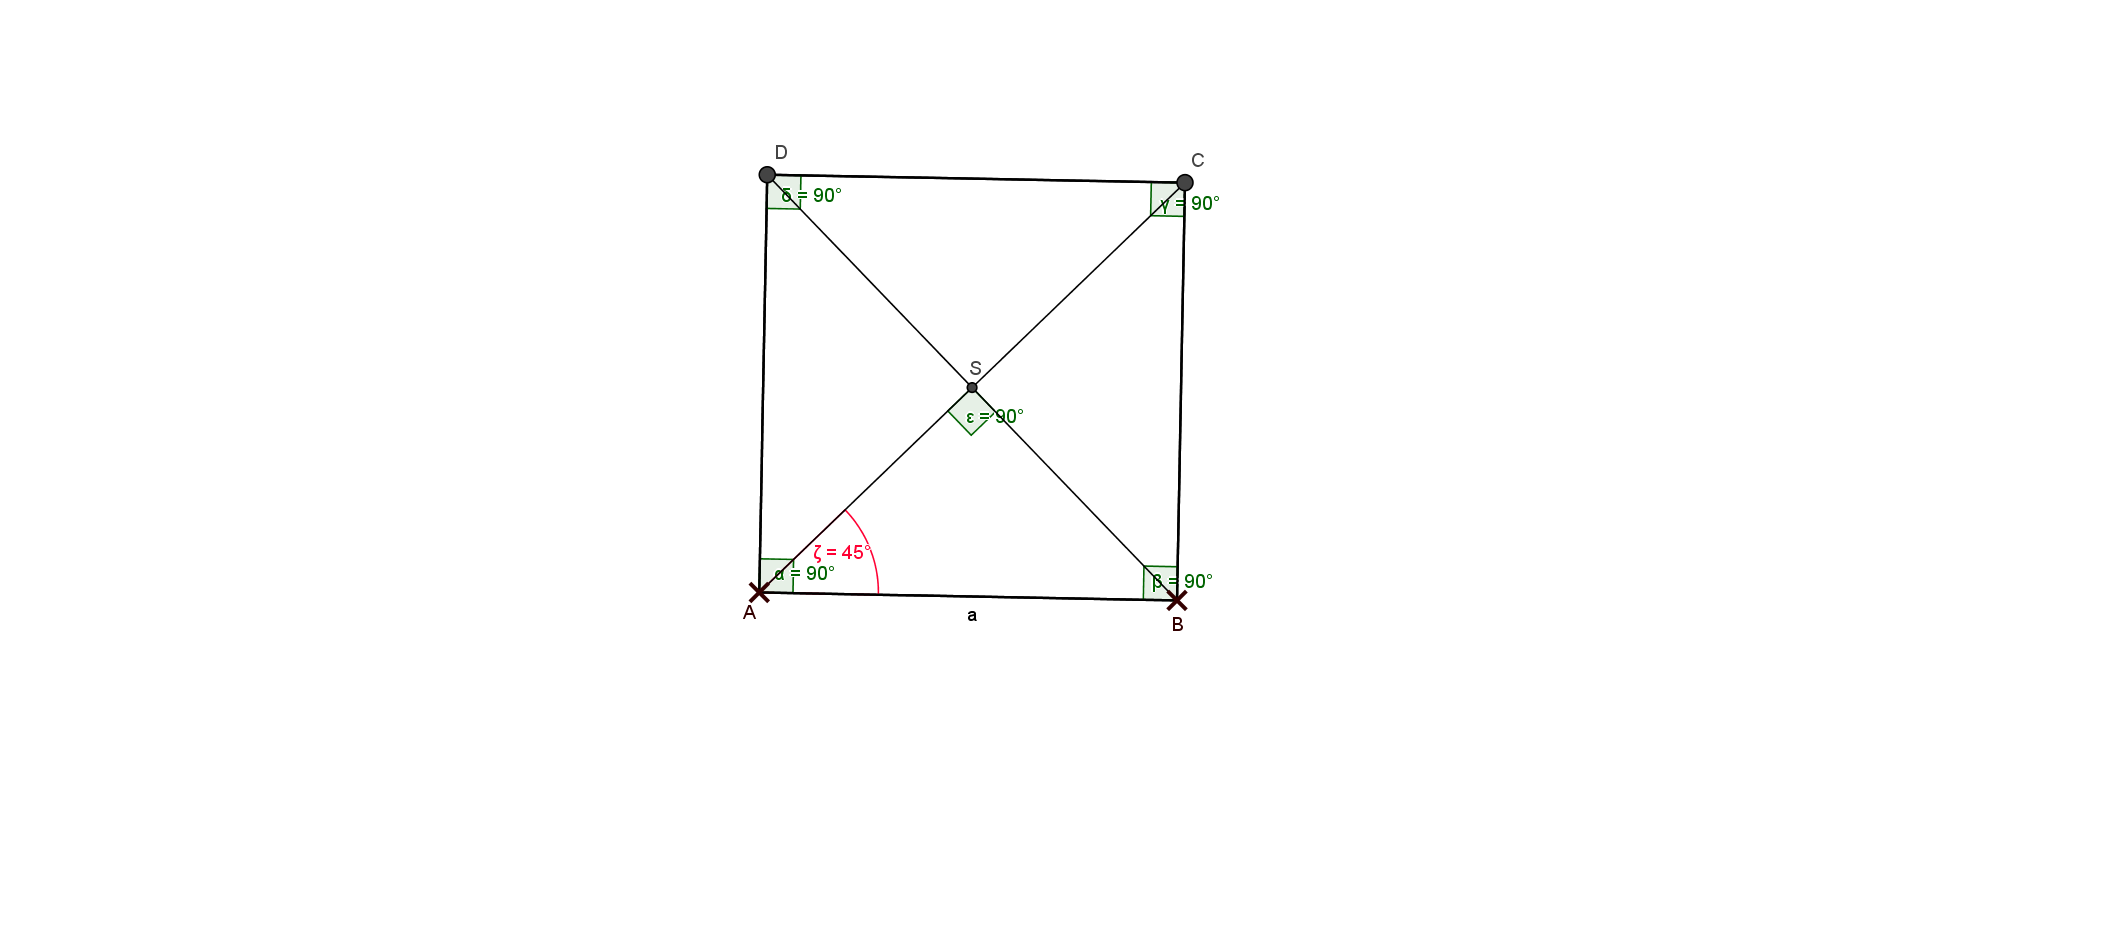 D
C
δ = 90°
γ = 90°
S
ε = 90°
ζ = 45°
α = 90°
β = 90°
A
a
B